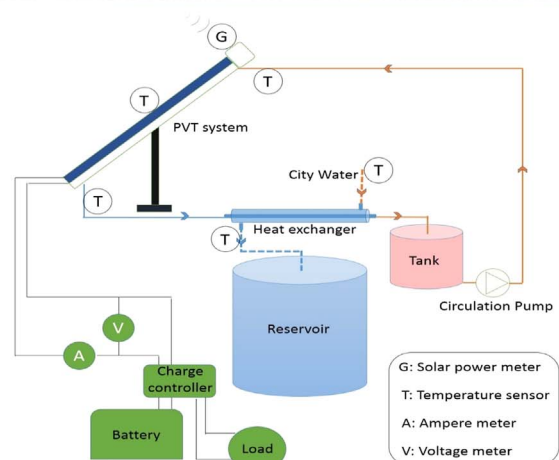 G
T
T
PVT system
City Water
T
T
Heat exchanger
T
Tank
Circulation Pump
Reservoir
V
A
Charge
controller
Battery
Load
G: Solar power meter
T: Temperature sensor
A: Ampere meter
V: Voltage meter